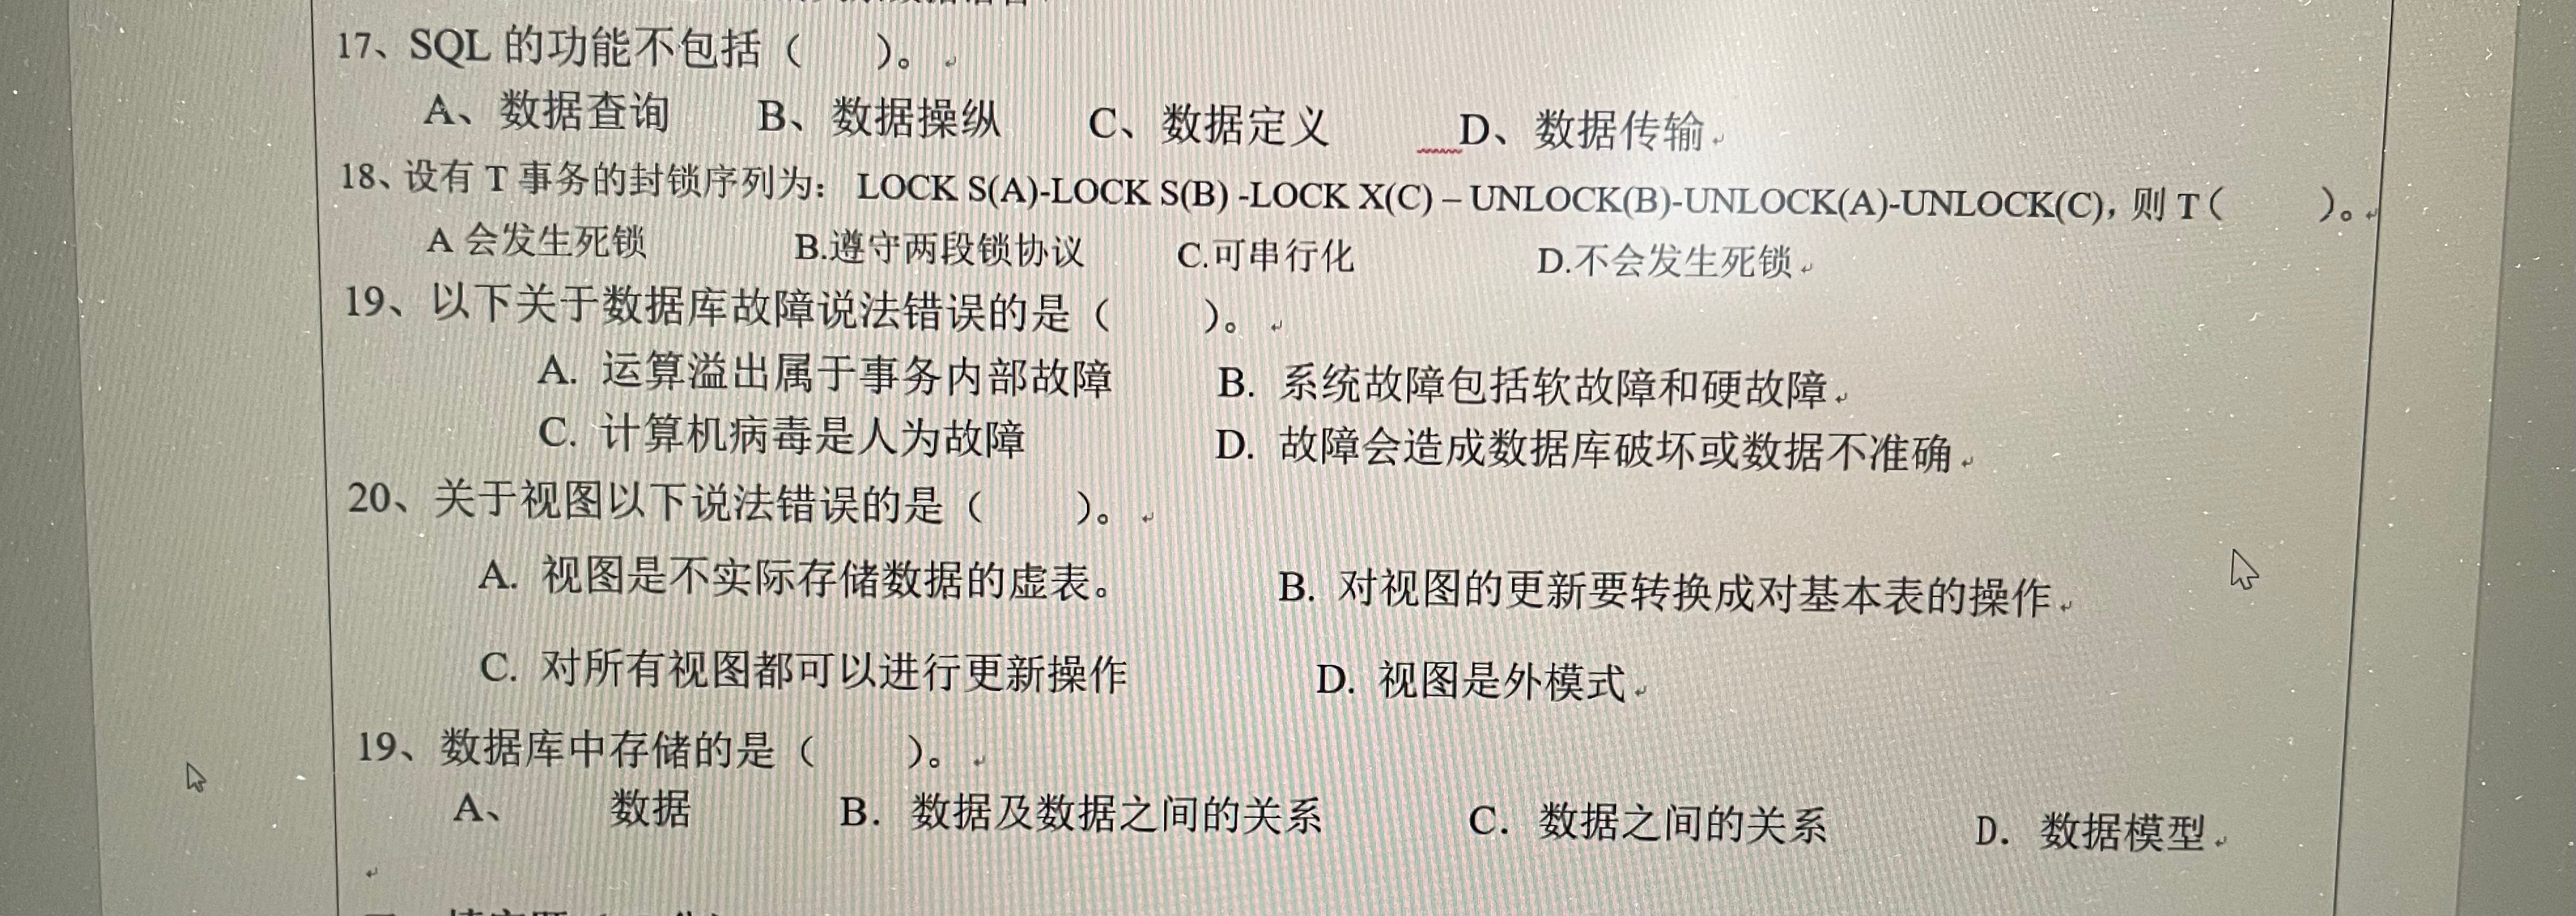 17、SQL 的功能不包括（ ）。
A、数据查询 B、数据操纵 C、数据定义 D、数据传输
18、设有 T 事务的封锁序列为： LOCK S(A)-LOCK S(B) -LOCK X(C) – UNLOCK(B)-UNLOCK(A)-UNLOCK(C)，则 T（ ）。
A 会发生死锁 B.遵守两段锁协议 C.可串行化 D.不会发生死锁
19、以下关于数据库故障说法错误的是（ ）。
A. 运算溢出属于事务内部故障 B. 系统故障包括软故障和硬故障
C. 计算机病毒是人为故障 D. 故障会造成数据库破坏或数据不准确
20、关于视图以下说法错误的是（ ）。
A. 视图是不实际存储数据的虚表。 B. 对视图的更新要转换成对基本表的操作
C. 对所有视图都可以进行更新操作 D. 视图是外模式
19、数据库中存储的是（ ）。
A、 数据 B. 数据及数据之间的关系 C. 数据之间的关系 D. 数据模型